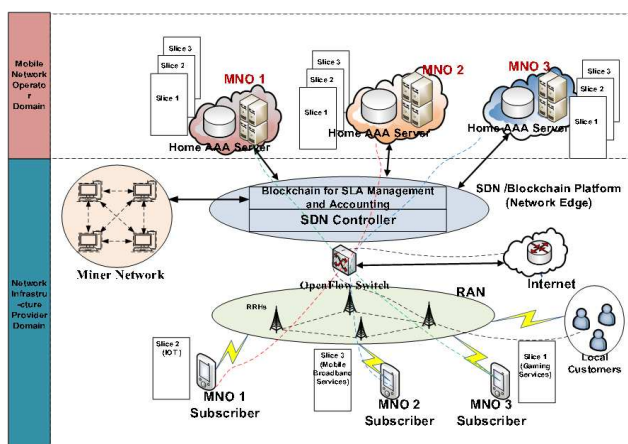 Mobile
Network
Operato
r
Domain
Slice 3
Slice 2
Slice 1
MNO 1
Home AAA Server
Slice 3
Slice 2
Slice 1
MNO 2
Home AAA Server
MNO 3
Home AAA Server
Slice 3
Slice 2
Slice 1
Network
Infrastru
-cture
Provider
Domain
Miner Network
Blockchain for SLA Management
and Accounting
SDN Controller
SDN /Blockchain Platform
(Network Edge)
OpenFlow Switch
Internet
RAN
RRHs
Slice 2
(IOT)
MNO 1
Subscriber
Slice 3
(Mobile
Broadband
Services)
MNO 2
Subscriber
MNO 3
Subscriber
Slice 1
(Gaming
Services)
Local
Customers